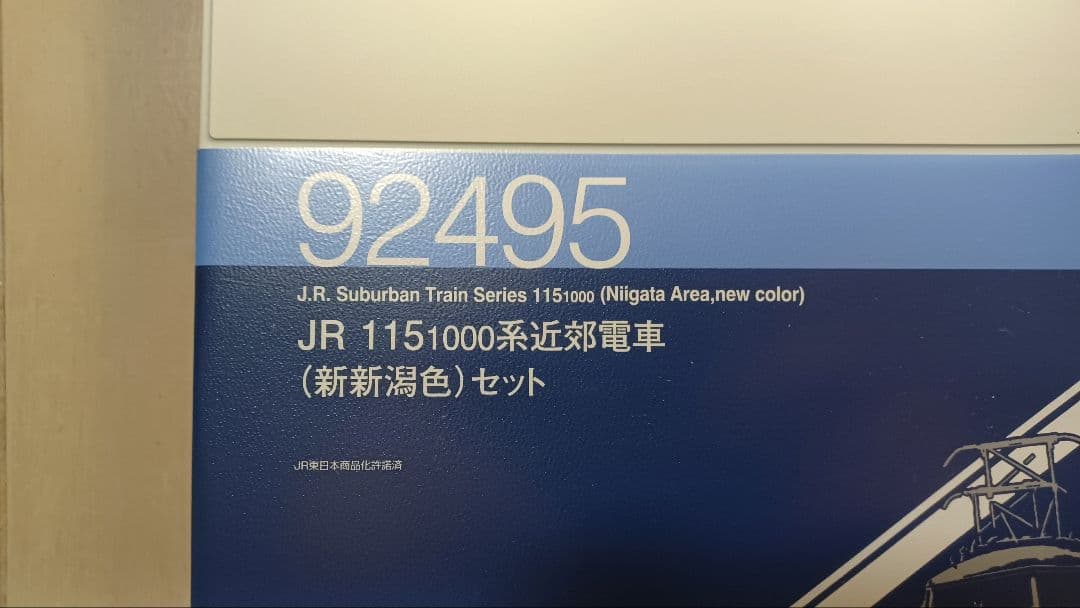 92495
J.R. Suburban Train Series 1151000 (Niigata Area,new color)
JR 1151000系近郊電車
（新新潟色）セット
JR東日本商品化許諾済